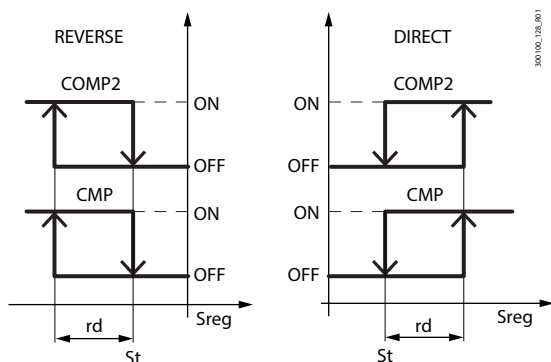 REVERSE
COMP2
ON
OFF
CMP
ON
OFF
rd
Sreg
St
DIRECT
COMP2
ON
OFF
CMP
ON
OFF
rd
Sreg
St
300100_128_R01